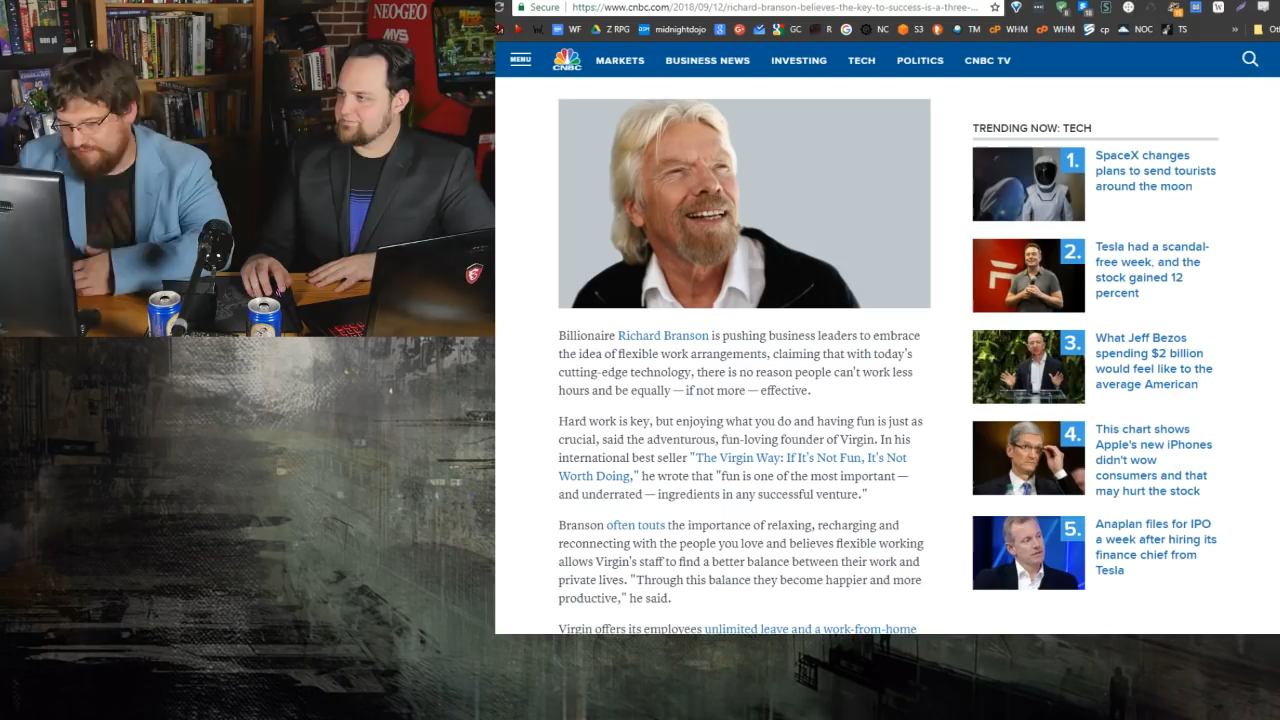 NEO·GEO
MVS
Secure
https://www.cnbc.com/2018/09/12/richard-branson-believes-the-key-to-success-is-a-three-...
WF
Z RPG
midnightdojo
GC
R
NC
S3
TM
WHM
WHM
cp
NOC
TS
»
MENU
CNBC
MARKETS
BUSINESS NEWS
INVESTING
TECH
POLITICS
CNBC TV
Billionaire Richard Branson is pushing business leaders to embrace
the idea of flexible work arrangements, claiming that with today's
cutting-edge technology, there is no reason people can't work less
hours and be equally — if not more — effective.
Hard work is key, but enjoying what you do and having fun is just as
crucial, said the adventurous, fun-loving founder of Virgin. In his
international best seller "The Virgin Way: If It's Not Fun, It's Not
Worth Doing," he wrote that "fun is one of the most important —
and underrated — ingredients in any successful venture."
Branson often touts the importance of relaxing, recharging and
reconnecting with the people you love and believes flexible working
allows Virgin's staff to find a better balance between their work and
private lives. "Through this balance they become happier and more
productive," he said.
Virgin offers its employees unlimited leave and a work-from-home
TRENDING NOW: TECH
1.
SpaceX changes
plans to send tourists
around the moon
2.
Tesla had a scandal-
free week, and the
stock gained 12
percent
3.
What Jeff Bezos
spending $2 billion
would feel like to the
average American
4.
This chart shows
Apple's new iPhones
didn't wow
consumers and that
may hurt the stock
5.
Anaplan files for IPO
a week after hiring its
finance chief from
Tesla